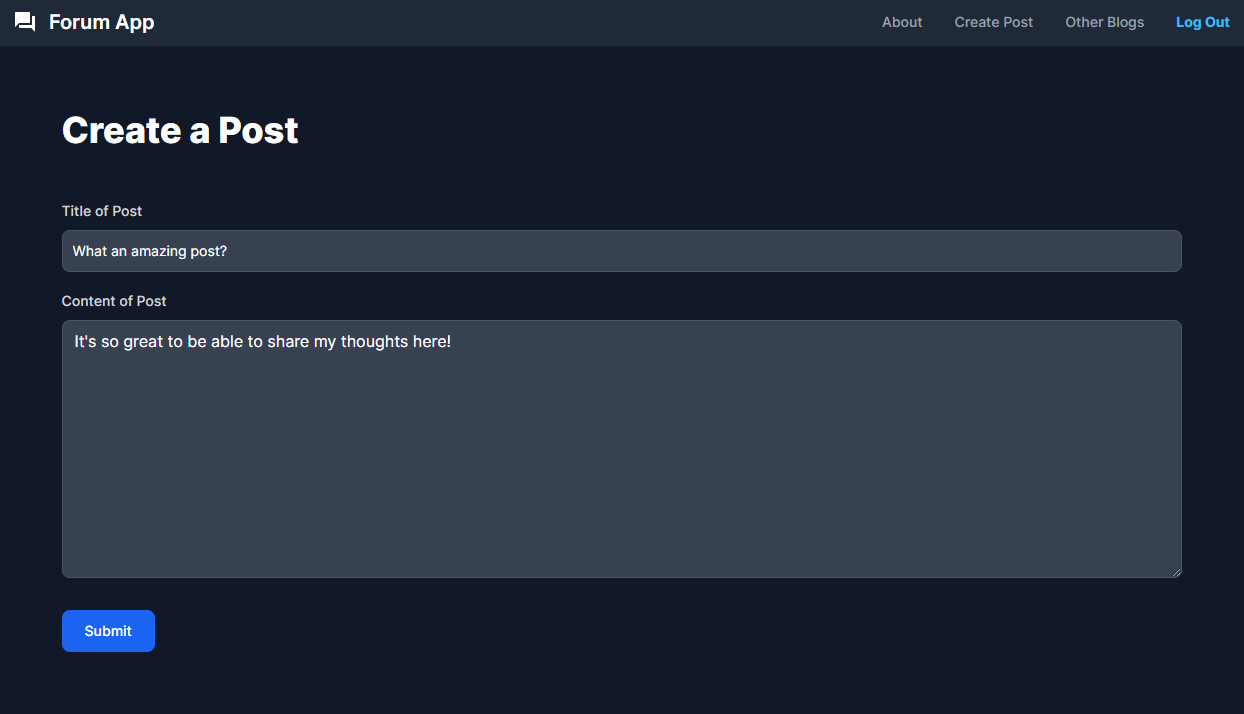 Forum App
About
Create Post
Other Blogs
Log Out
Create a Post
Title of Post
What an amazing post?
Content of Post
It's so great to be able to share my thoughts here!
Submit